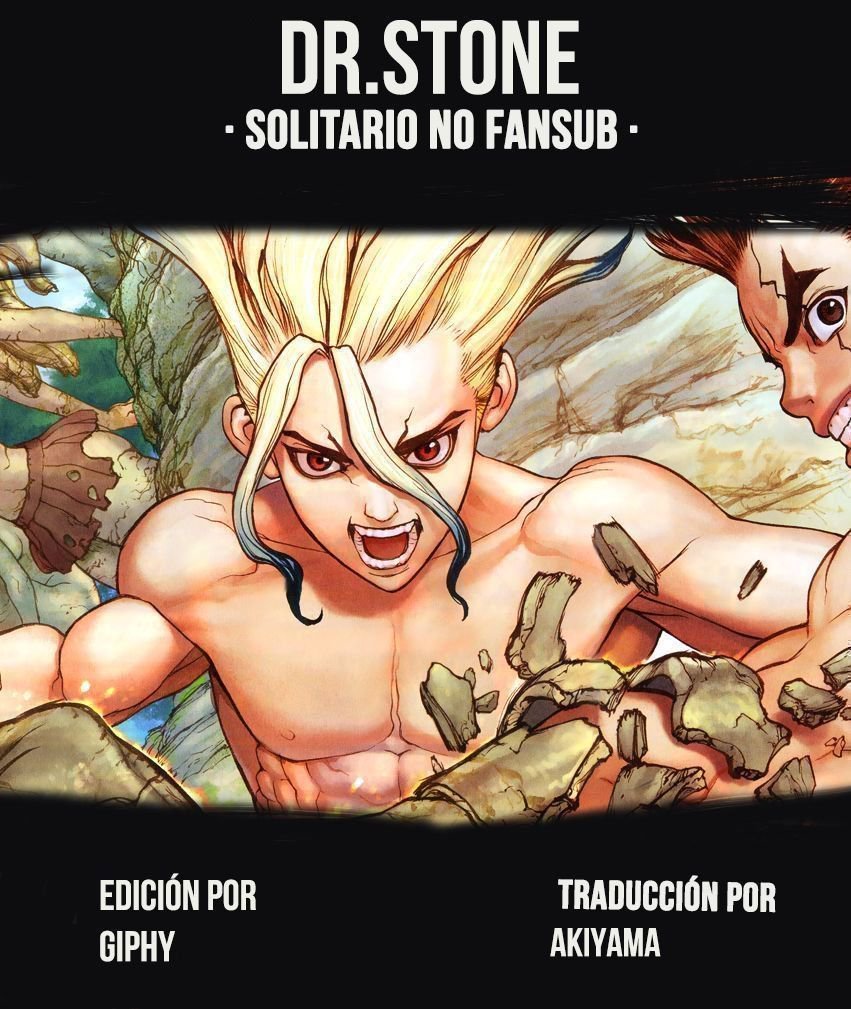 DR.STONE
· SOLITARIO NO FANSUB ·
EDICIÓN POR
GIPHY
TRADUCCIÓN POR
AKIYAMA